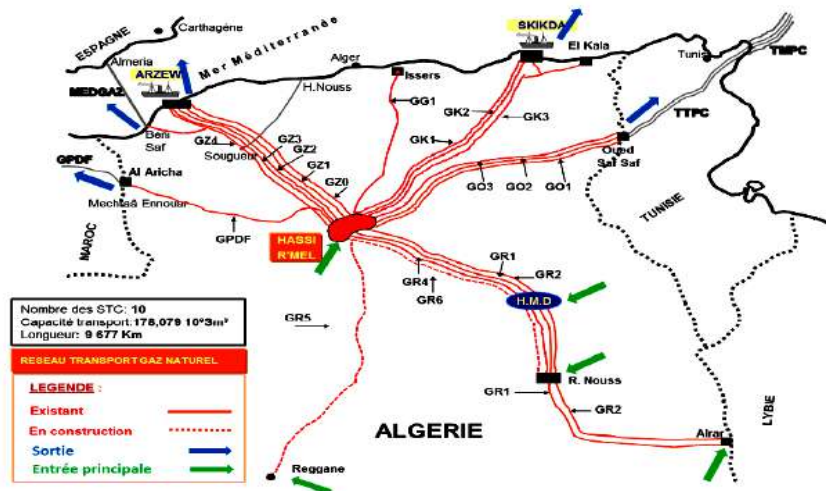 ESPAGNE
Carthagéne
Almeria
ARZEW
Mer Méditerranée
MEDGAZ
Beni
Saf
Alger
H.Nouss
Issers
SKIKDA
El Kala
Tunis
TMPC
TTPC
GG1
GK2
GK3
GK1
GZ4
GZ3
GZ2
GZ1
GZ0
Sougueur
GPDF
Al Aricha
Mechtaâ Ennouur
MAROC
GPDF
HASSI
R'MEL
GO3
GO2
GO1
Oued
Saf Saf
TUNISIE
GR1
GR2
GR4
GR6
H.M.D
GR5
R. Nouss
GR1
GR2
Alrar
LYBIE
ALGERIE
Reggane
Nombre des STC: 10
Capacité transport:178,079 10^3m³
Longueur: 9 677 Km
RESEAU TRANSPORT GAZ NATUREL
LEGENDE :
Existant
En construction
Sortie
Entrée principale